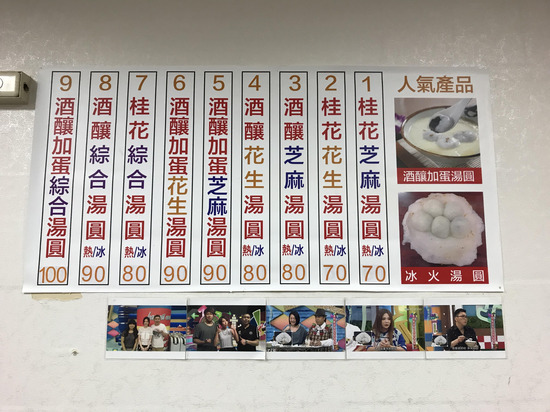 人氣產品
酒釀加蛋湯圓
冰火湯圓
1 桂花芝麻湯圓 熱/冰 70
2 桂花花生湯圓 熱/冰 70
3 酒釀芝麻湯圓 熱/冰 80
4 酒釀花生湯圓 熱/冰 80
5 酒釀加蛋芝麻湯圓 90
6 酒釀加蛋花生湯圓 90
7 桂花綜合湯圓 熱/冰 80
8 酒釀綜合湯圓 熱/冰 90
9 酒釀加蛋綜合湯圓 100